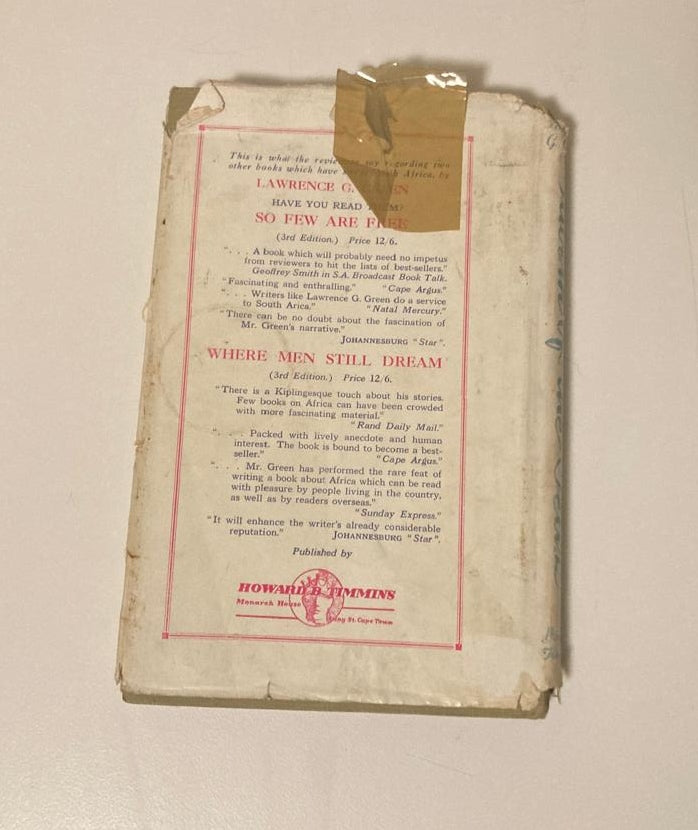 This is what the regarding two
other books which have Africa, by
LAWRENCE G.
HAVE YOU READ THEM?
SO FEW ARE FREE
(3rd Edition.) Price 12/6.
". . . A book which will probably need no impetus
from reviewers to hit the lists of best-sellers."
Geoffrey Smith in S.A. Broadcast Book Talk.
"Fascinating and enthralling." "Cape Argus."
". . . Writers like Lawrence G. Green do a service
to South Arica." "Natal Mercury."
"There can be no doubt about the fascination of
Mr. Green's narrative."
JOHANNESBURG "Star".
WHERE MEN STILL DREAM
(3rd Edition.) Price 12/6.
"There is a Kiplingesque touch about his stories.
Few books on Africa can have been crowded
with more fascinating material."
"Rand Daily Mail."
". . . Packed with lively anecdote and human
interest. The book is bound to become a best-
seller." "Cape Argus."
". . . Mr. Green has performed the rare feat of
writing a book about Africa which can be read
with pleasure by people living in the country,
as well as by readers overseas."
"Sunday Express."
"It will enhance the writer's already considerable
reputation." JOHANNESBURG "Star".
Published by
HOWARD B. TIMMINS
Monarch House
St. Cape Town